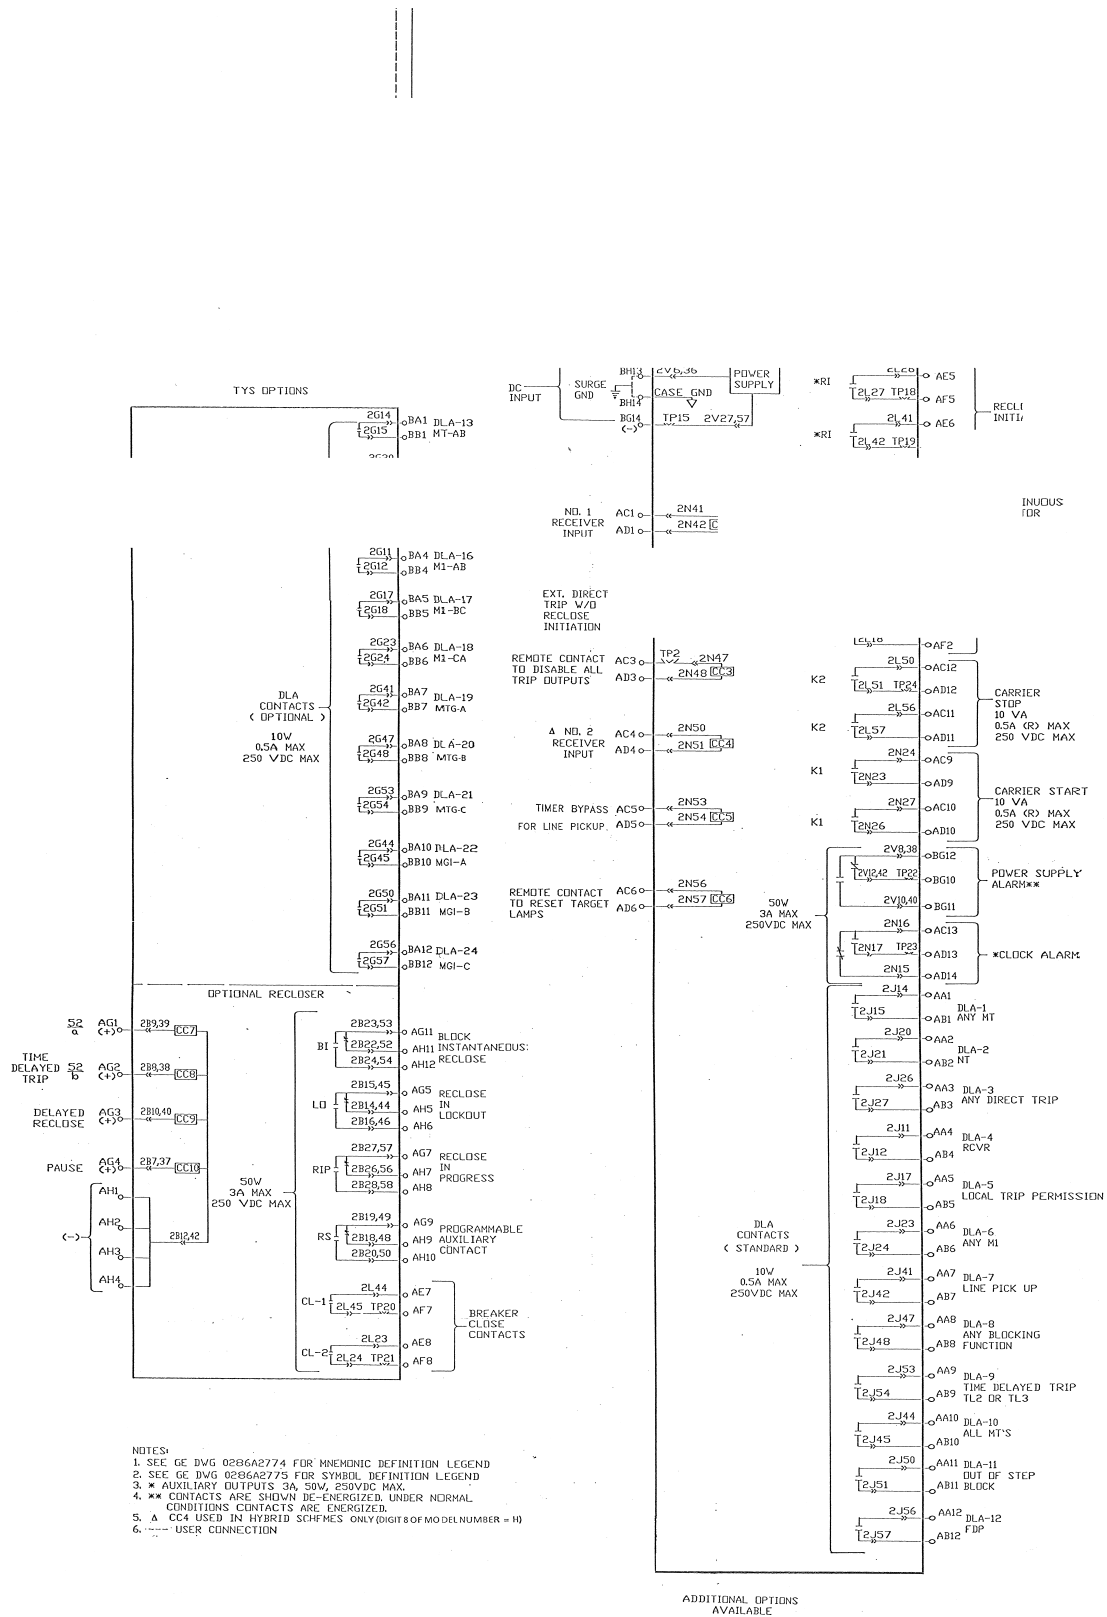 TYS OPTIONS
2G14
BA1 DLA-13
2G15
BB1 MT-AB
2G11
BA4 DLA-16
2G12
BB4 M1-AB
2G17
BA5 DLA-17
2G18
BB5 M1-BC
2G23
BA6 DLA-18
2G24
BB6 M1-CA
2G41
BA7 DLA-19
2G42
BB7 MTG-A
DLA
CONTACTS
( OPTIONAL )
10W
0.5A MAX
250 VDC MAX
2G47
BA8 DLA-20
2G48
BB8 MTG-B
2G53
BA9 DLA-21
2G54
BB9 MTG-C
2G44
BA10 DLA-22
2G45
BB10 MGI-A
2G50
BA11 DLA-23
2G51
BB11 MGI-B
2G56
BA12 DLA-24
2G57
BB12 MGI-C
OPTIONAL RECLOSER
52
a
AG1
(+)
2B9,39
CC7
TIME
DELAYED
TRIP
52
b
AG2
(+)
2B8,38
CC8
DELAYED
RECLOSE
AG3
(+)
2B10,40
CC9
PAUSE
AG4
(+)
2B7,37
CC10
(-)
AH1
AH2
AH3
AH4
2B12,42
50W
3A MAX
250 VDC MAX
BI
2B23,53
AG11
2B22,52
AH11
2B24,54
AH12
BLOCK
INSTANTANEOUS:
RECLOSE
LO
2B15,45
AG5
2B14,44
AH5
2B16,46
AH6
RECLOSE
IN
LOCKOUT
RIP
2B27,57
AG7
2B26,56
AH7
2B28,58
AH8
RECLOSE
IN
PROGRESS
RS
2B19,49
AG9
2B18,48
AH9
2B20,50
AH10
PROGRAMMABLE
AUXILIARY
CONTACT
CL-1
2L44
AE7
2L45 TP20
AF7
CL-2
2L23
AE8
2L24 TP21
AF8
BREAKER
CLOSE
CONTACTS
NOTES:
1. SEE GE DWG 0286A2774 FOR MNEMONIC DEFINITION LEGEND
2. SEE GE DWG 0286A2775 FOR SYMBOL DEFINITION LEGEND
3. * AUXILIARY OUTPUTS 3A, 50W, 250VDC MAX.
4. ** CONTACTS ARE SHOWN DE-ENERGIZED. UNDER NORMAL
CONDITIONS CONTACTS ARE ENERGIZED.
5. Δ CC4 USED IN HYBRID SCHEMES ONLY (DIGIT 8 OF MODEL NUMBER = H)
6. ---- USER CONNECTION
DC
INPUT
SURGE
GND
BH13
BH14
BG14
(-)
2V6,36
POWER
SUPPLY
CASE GND
TP15
2V27,57
NO. 1
RECEIVER
INPUT
AC1
2N41
AD1
2N42
EXT. DIRECT
TRIP W/O
RECLOSE
INITIATION
REMOTE CONTACT
TO DISABLE ALL
TRIP OUTPUTS
AC3
TP2
2N47
AD3
2N48 CC3
Δ NO. 2
RECEIVER
INPUT
AC4
2N50
AD4
2N51 CC4
TIMER BYPASS
FOR LINE PICKUP
AC5
2N53
AD5
2N54 CC5
REMOTE CONTACT
TO RESET TARGET
LAMPS
AC6
2N56
AD6
2N57 CC6
*RI
2L26
AE5
2L27 TP18
AF5
*RI
2L41
AE6
2L42 TP19
RECL
INITI
INUOUS
TOR
2L18
AF2
K2
2L50
AC12
2L51 TP24
AD12
K2
2L56
AC11
2L57
AD11
CARRIER
STOP
10 VA
0.5A (R) MAX
250 VDC MAX
K1
2N24
AC9
2N23
AD9
K1
2N27
AC10
2N26
AD10
CARRIER START
10 VA
0.5A (R) MAX
250 VDC MAX
50W
3A MAX
250VDC MAX
2V8,38
BG12
2V12,42 TP22
BG10
2V10,40
BG11
POWER SUPPLY
ALARM**
2N16
AC13
2N17 TP23
AD13
2N15
AD14
*CLOCK ALARM
DLA
CONTACTS
( STANDARD )
10W
0.5A MAX
250VDC MAX
2J14
AA1
2J15
AB1
DLA-1
ANY MT
2J20
AA2
2J21
AB2
DLA-2
NT
2J26
AA3
2J27
AB3
DLA-3
ANY DIRECT TRIP
2J11
AA4
2J12
AB4
DLA-4
RCVR
2J17
AA5
2J18
AB5
DLA-5
LOCAL TRIP PERMISSION
2J23
AA6
2J24
AB6
DLA-6
ANY M1
2J41
AA7
2J42
AB7
DLA-7
LINE PICK UP
2J47
AA8
2J48
AB8
DLA-8
ANY BLOCKING
FUNCTION
2J53
AA9
2J54
AB9
DLA-9
TIME DELAYED TRIP
TL2 OR TL3
2J44
AA10
2J45
AB10
DLA-10
ALL MT'S
2J50
AA11
2J51
AB11
DLA-11
OUT OF STEP
BLOCK
2J56
AA12
2J57
AB12
DLA-12
FDP
ADDITIONAL OPTIONS
AVAILABLE